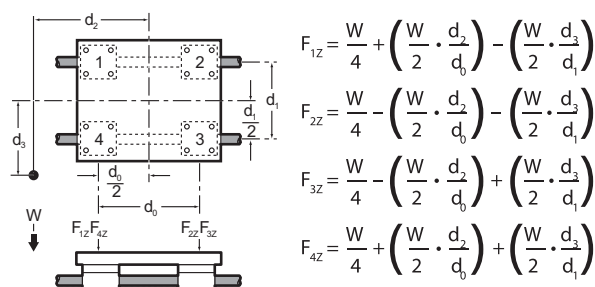 d₂
1 2
d₁
d₁/2
4 3
d₃
d₀/2
d₀
W
F₁Z F₄Z F₂Z F₃Z
F₁Z = W/4 + (W/2 · d₂/d₀) − (W/2 · d₃/d₁)
F₂Z = W/4 − (W/2 · d₂/d₀) − (W/2 · d₃/d₁)
F₃Z = W/4 − (W/2 · d₂/d₀) + (W/2 · d₃/d₁)
F₄Z = W/4 + (W/2 · d₂/d₀) + (W/2 · d₃/d₁)